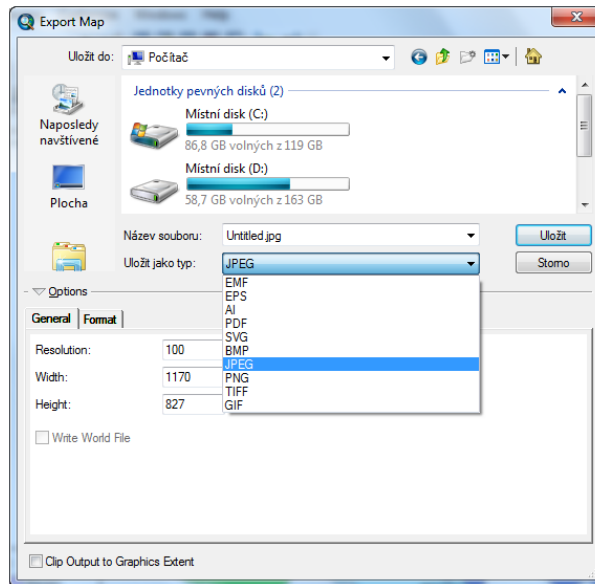 Export Map
Uložit do:
Počítač
Jednotky pevných disků (2)
Místní disk (C:)
86,8 GB volných z 119 GB
Místní disk (D:)
58,7 GB volných z 163 GB
Naposledy
navštívené
Plocha
Název souboru:
Untitled.jpg
Uložit
Uložit jako typ:
JPEG
Storno
EMF
EPS
AI
PDF
SVG
BMP
JPEG
PNG
TIFF
GIF
Options
General
Format
Resolution:
100
Width:
1170
Height:
827
Write World File
Clip Output to Graphics Extent